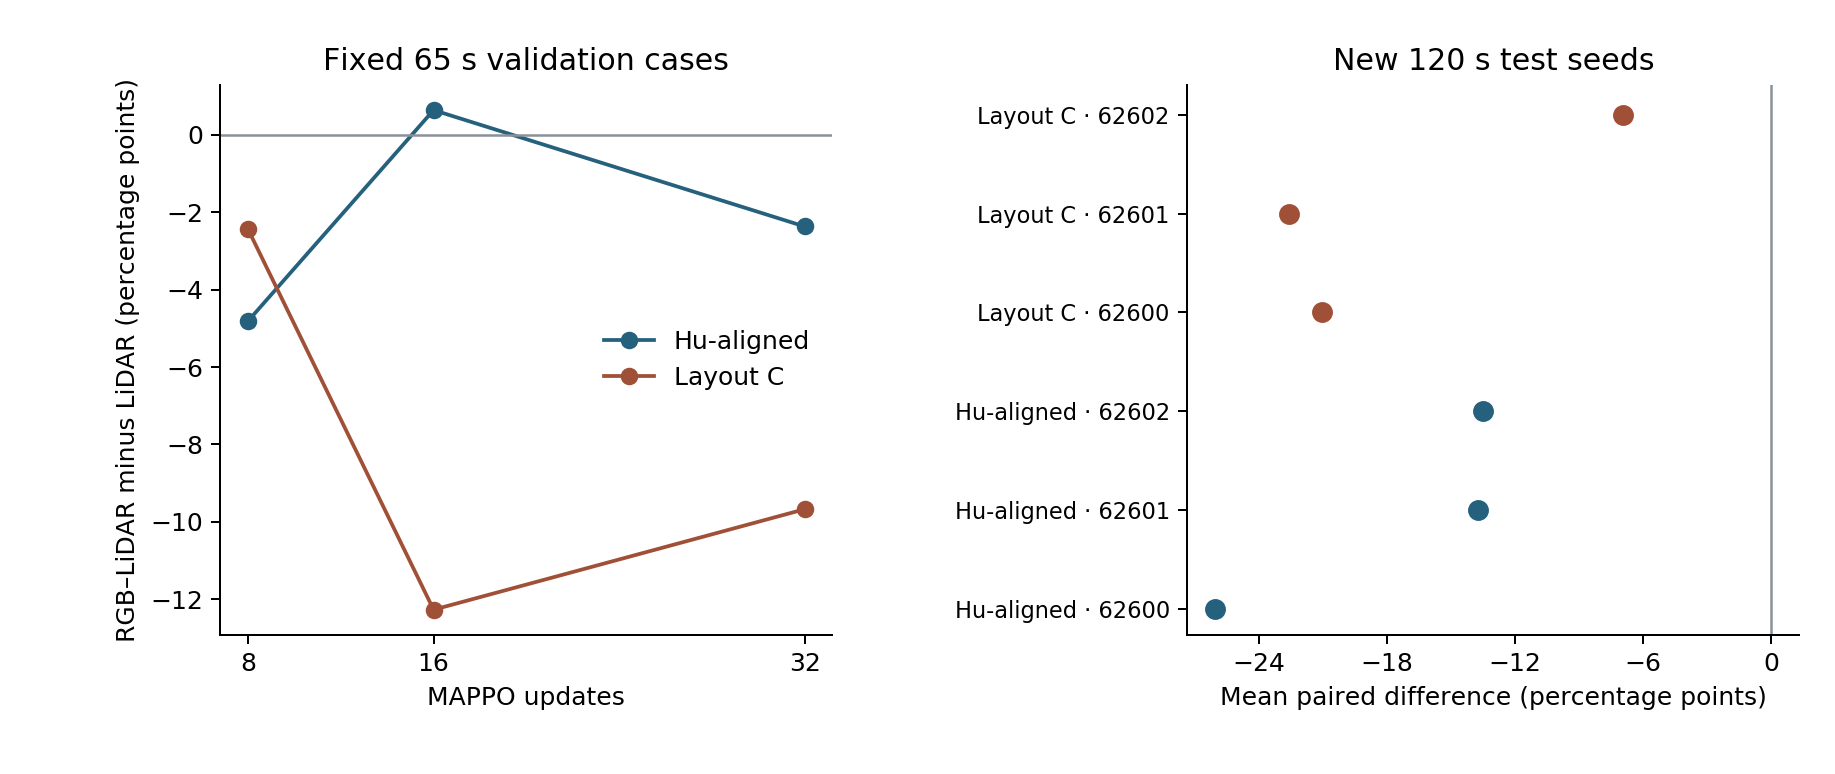 Fixed 65 s validation cases
RGB–LiDAR minus LiDAR (percentage points)
0
−2
−4
−6
−8
−10
−12
Hu-aligned
Layout C
8
16
32
MAPPO updates
New 120 s test seeds
Layout C · 62602
Layout C · 62601
Layout C · 62600
Hu-aligned · 62602
Hu-aligned · 62601
Hu-aligned · 62600
−24
−18
−12
−6
0
Mean paired difference (percentage points)